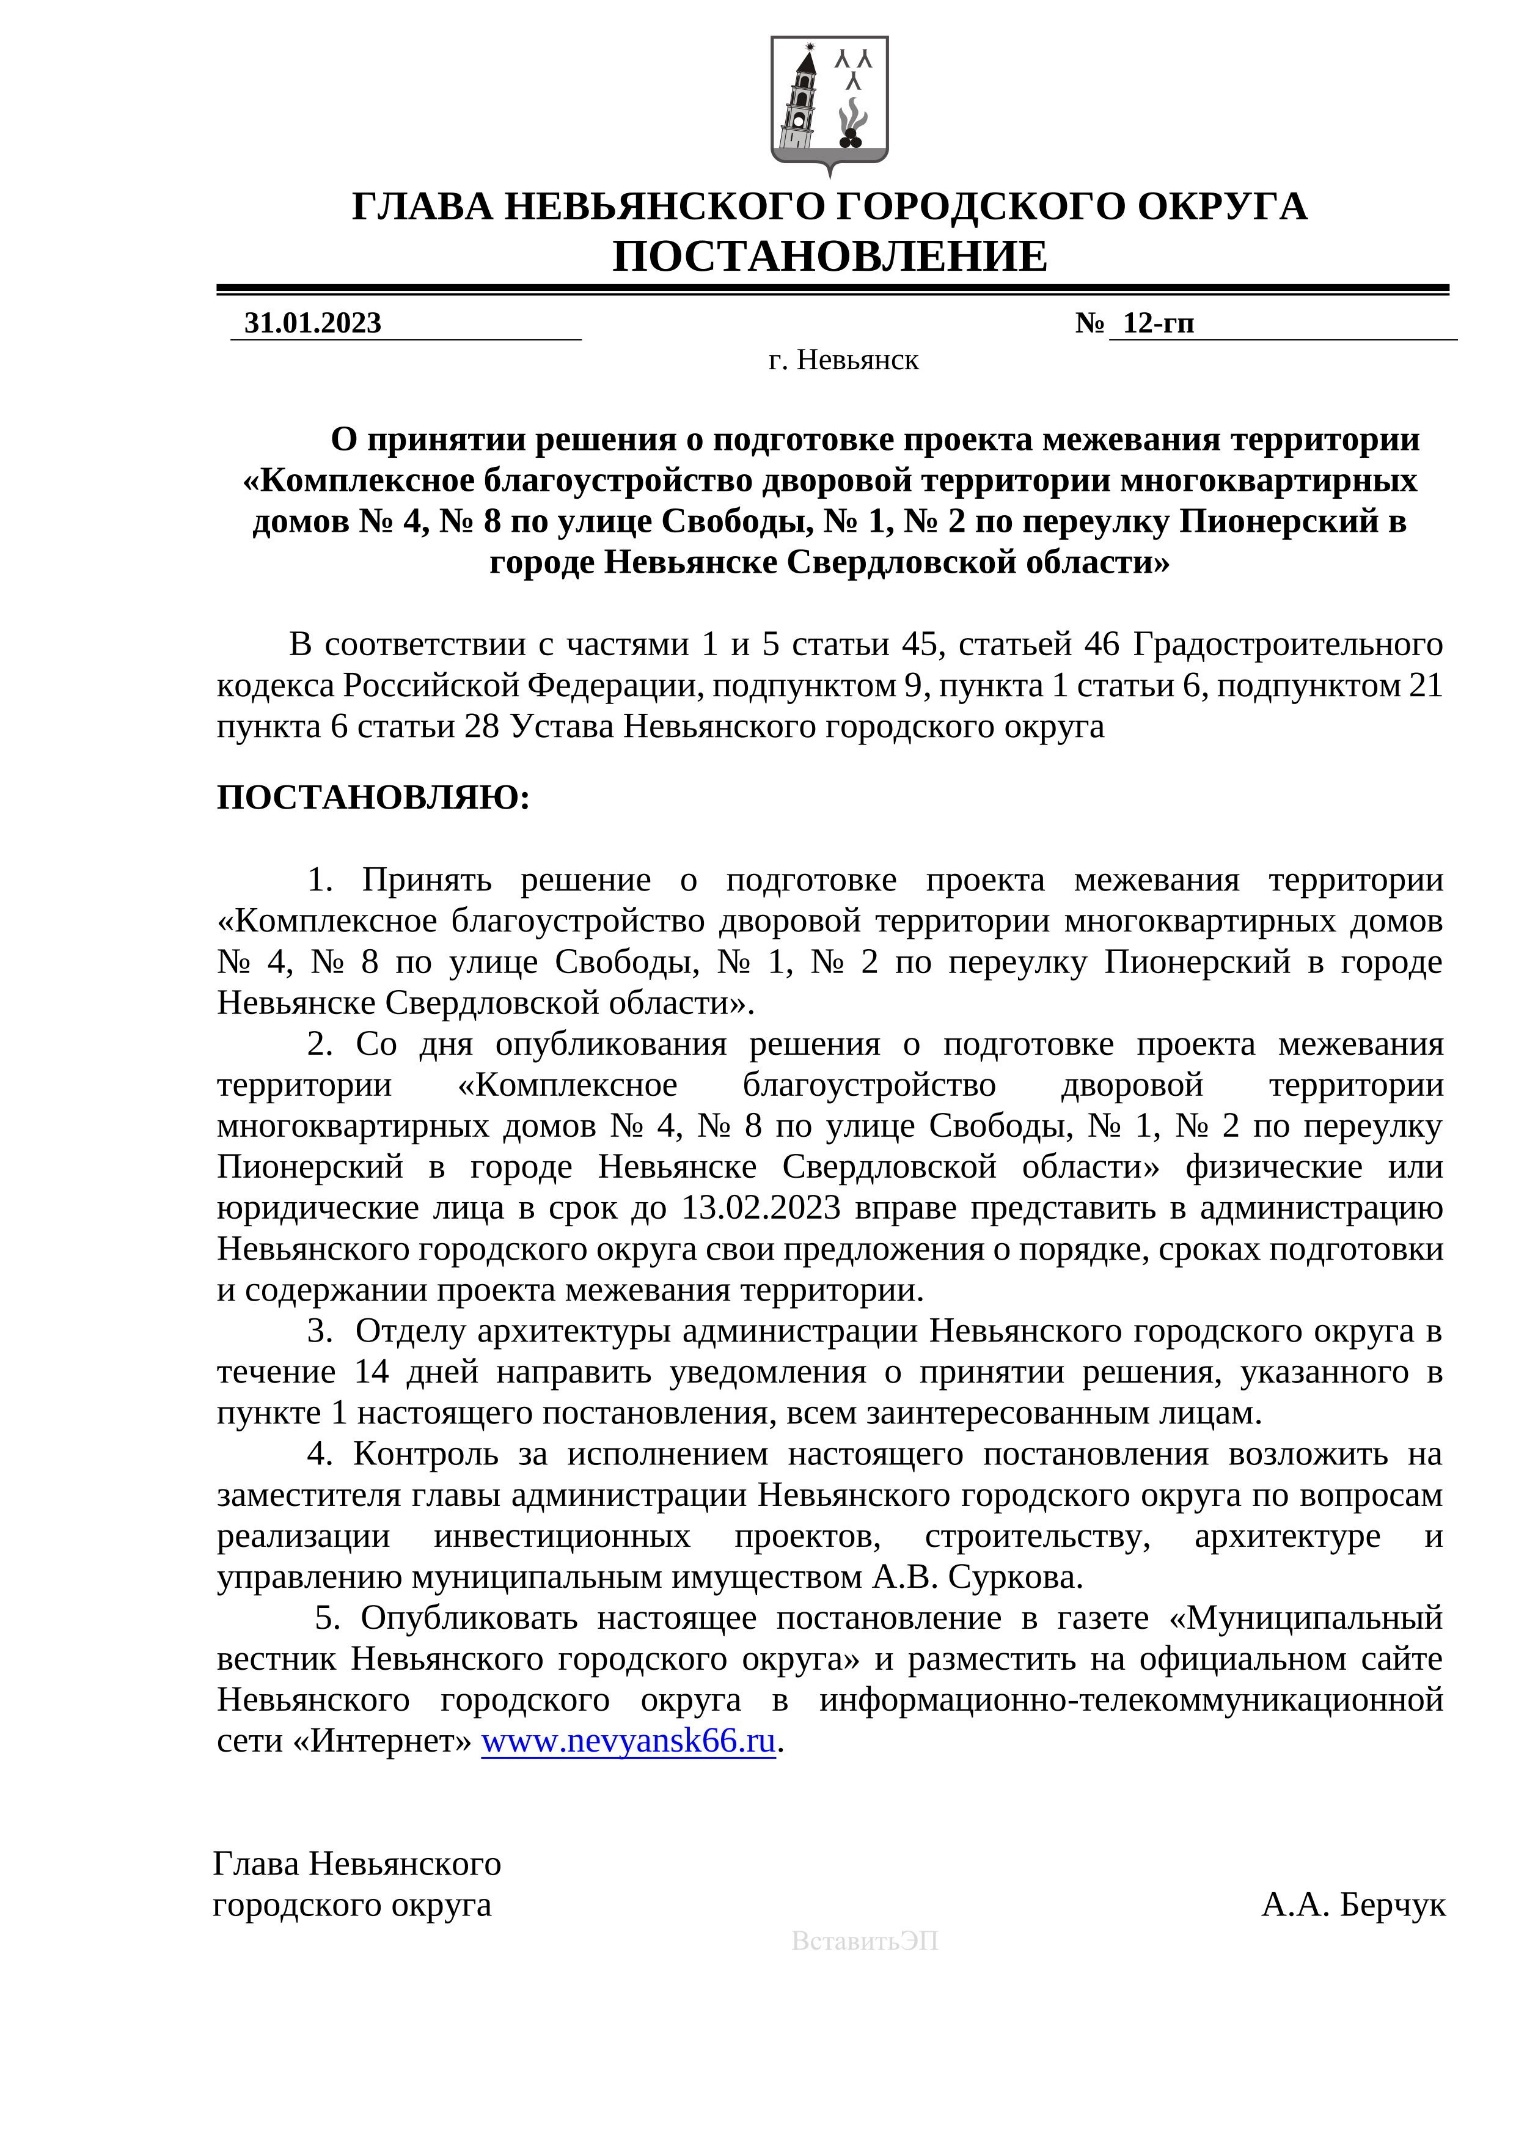 ГЛАВА НЕВЬЯНСКОГО ГОРОДСКОГО ОКРУГА
ПОСТАНОВЛЕНИЕ
31.01.2023 № 12-гп
г. Невьянск
О принятии решения о подготовке проекта межевания территории
«Комплексное благоустройство дворовой территории многоквартирных
домов № 4, № 8 по улице Свободы, № 1, № 2 по переулку Пионерский в
городе Невьянске Свердловской области»
В соответствии с частями 1 и 5 статьи 45, статьей 46 Градостроительного
кодекса Российской Федерации, подпунктом 9, пункта 1 статьи 6, подпунктом 21
пункта 6 статьи 28 Устава Невьянского городского округа
ПОСТАНОВЛЯЮ:
1. Принять решение о подготовке проекта межевания территории
«Комплексное благоустройство дворовой территории многоквартирных домов
№ 4, № 8 по улице Свободы, № 1, № 2 по переулку Пионерский в городе
Невьянске Свердловской области».
2. Со дня опубликования решения о подготовке проекта межевания
территории «Комплексное благоустройство дворовой территории
многоквартирных домов № 4, № 8 по улице Свободы, № 1, № 2 по переулку
Пионерский в городе Невьянске Свердловской области» физические или
юридические лица в срок до 13.02.2023 вправе представить в администрацию
Невьянского городского округа свои предложения о порядке, сроках подготовки
и содержании проекта межевания территории.
3. Отделу архитектуры администрации Невьянского городского округа в
течение 14 дней направить уведомления о принятии решения, указанного в
пункте 1 настоящего постановления, всем заинтересованным лицам.
4. Контроль за исполнением настоящего постановления возложить на
заместителя главы администрации Невьянского городского округа по вопросам
реализации инвестиционных проектов, строительству, архитектуре и
управлению муниципальным имуществом А.В. Суркова.
5. Опубликовать настоящее постановление в газете «Муниципальный
вестник Невьянского городского округа» и разместить на официальном сайте
Невьянского городского округа в информационно-телекоммуникационной
сети «Интернет» www.nevyansk66.ru.
Глава Невьянского
городского округа А.А. Берчук
ВставитьЭП